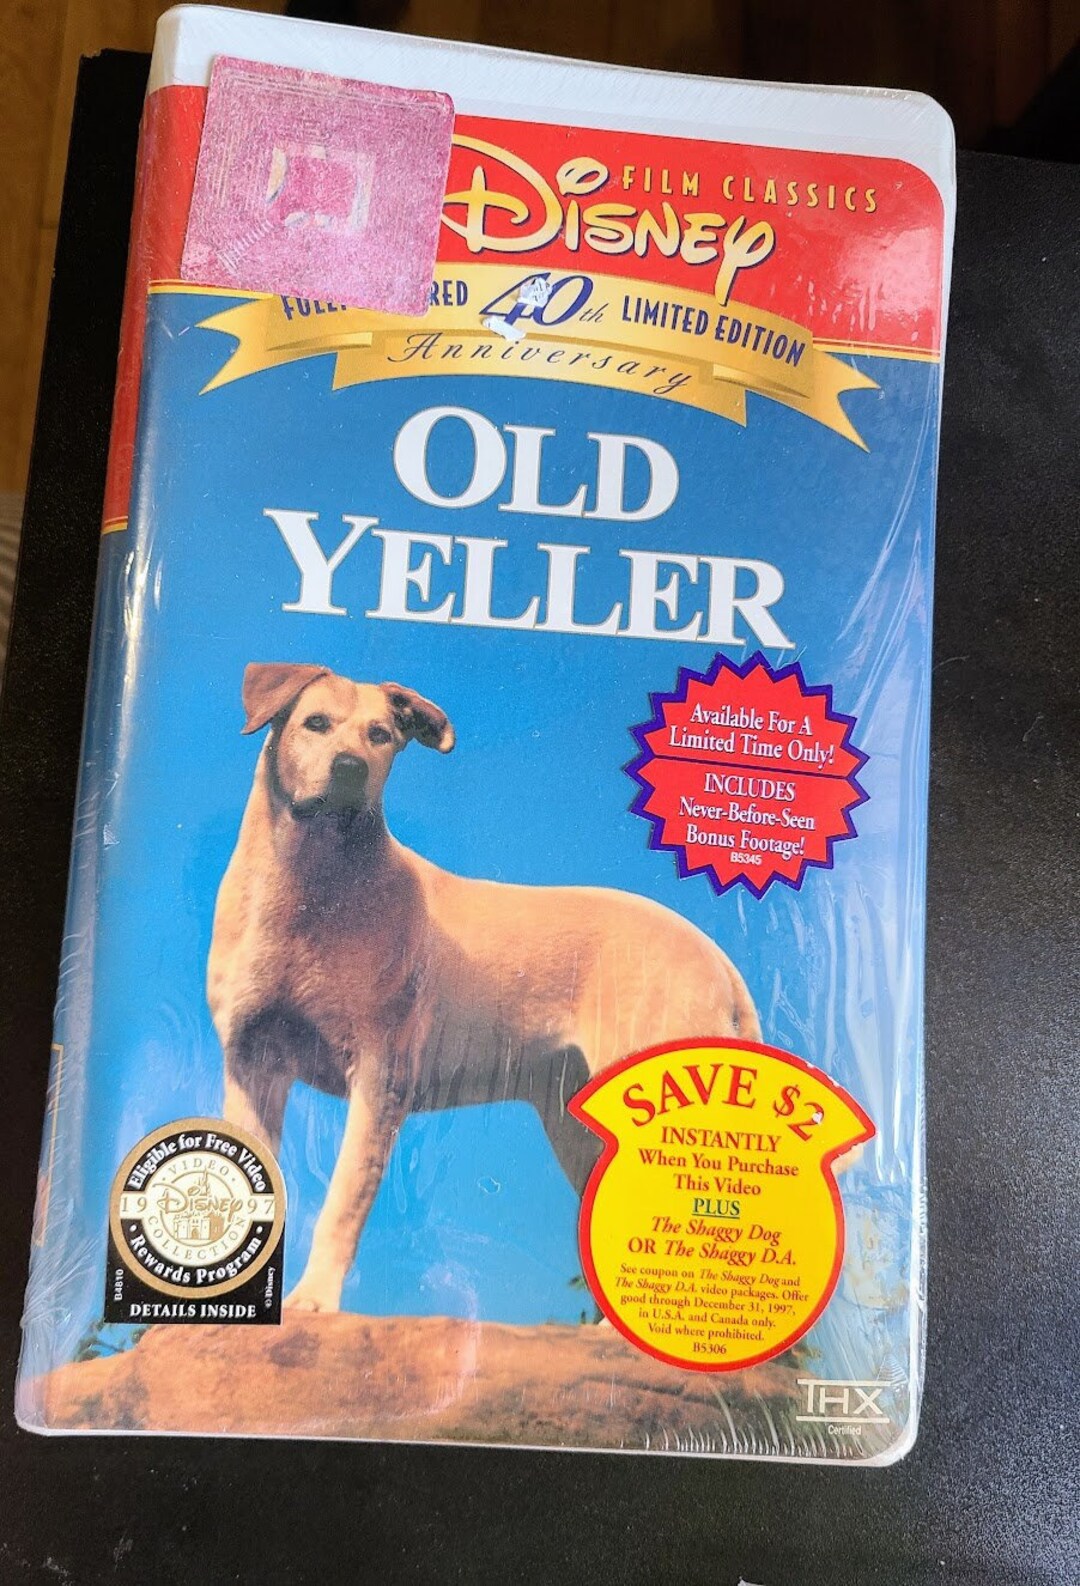 Disney FILM CLASSICS
40th LIMITED EDITION
Anniversary
OLD
YELLER
Available For A
Limited Time Only!
INCLUDES
Never-Before-Seen
Bonus Footage!
B5345
SAVE $2
INSTANTLY
When You Purchase
This Video
PLUS
The Shaggy Dog
OR The Shaggy D.A.
See coupon on The Shaggy Dog and
The Shaggy D.A. video packages. Offer
good through December 31, 1997,
in U.S.A. and Canada only.
Void where prohibited.
B5306
Eligible for Free Video
VIDEO
1997
Disney
COLLECTION
Rewards Program
B4810
© Disney
DETAILS INSIDE
THX
Certified